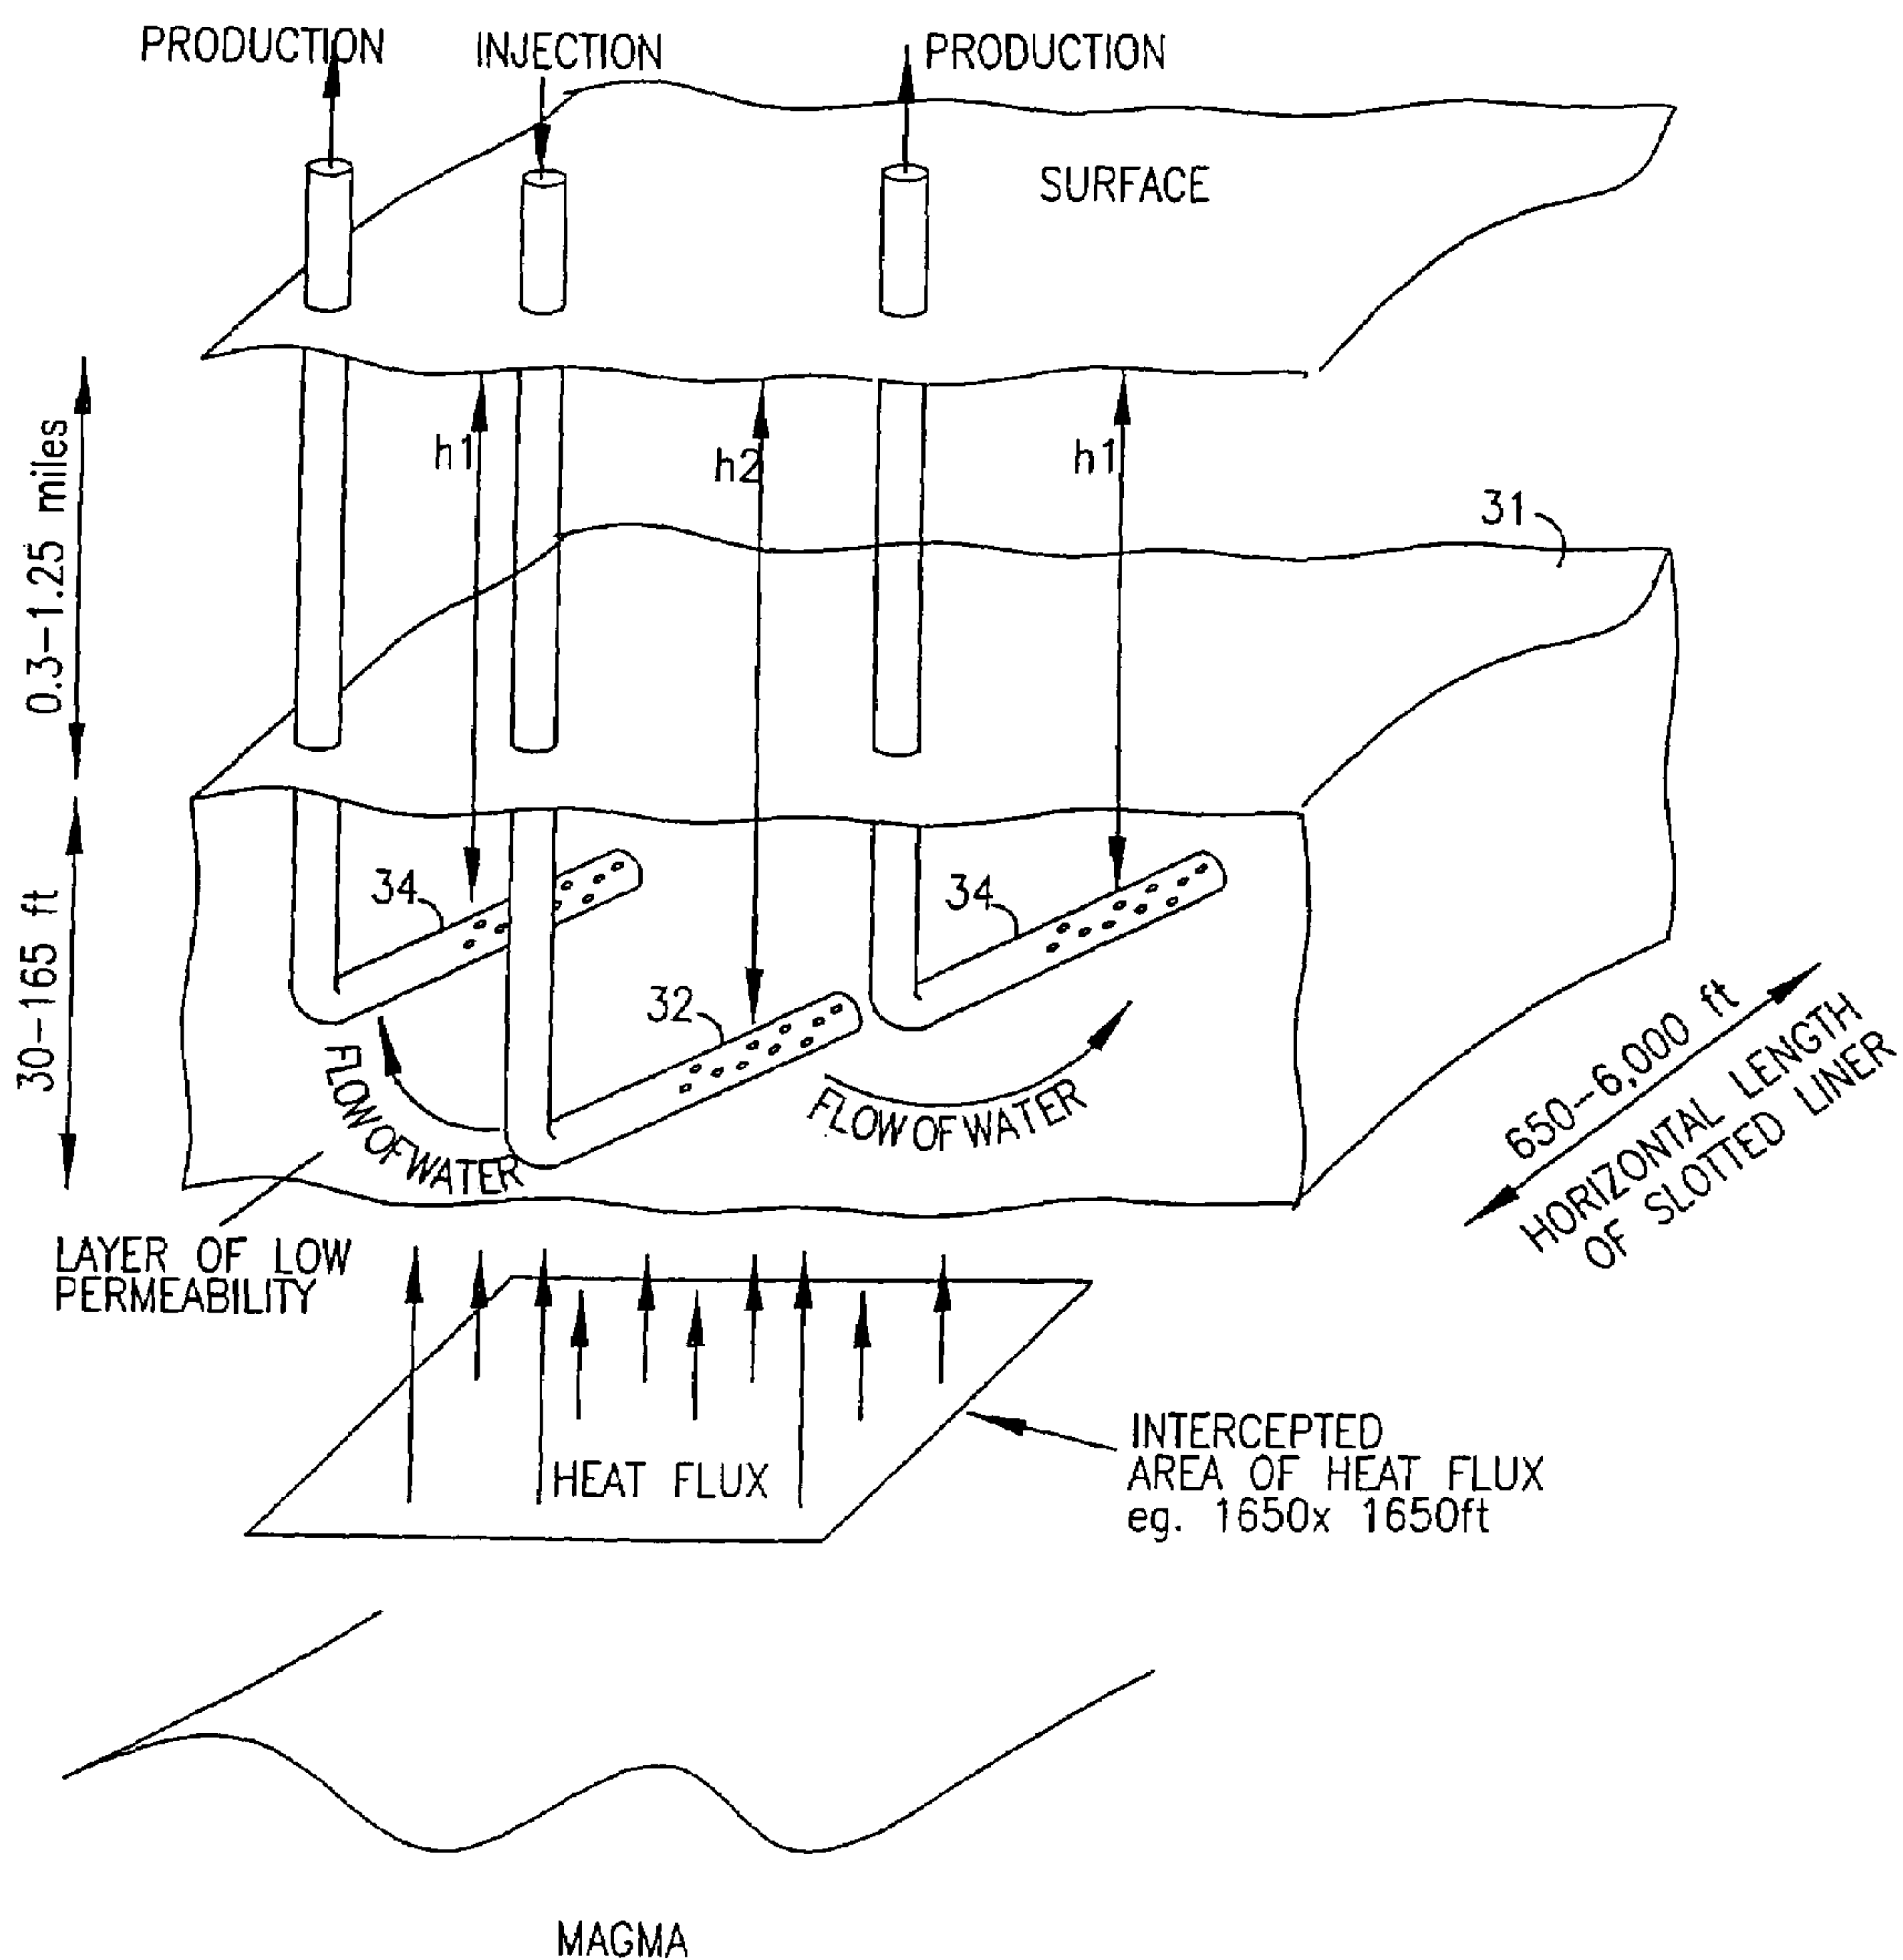 PRODUCTION
INJECTION
PRODUCTION
SURFACE
h1
h2
h1
31
0.3-1.25 miles
34
34
30-165 ft
32
FLOW OF WATER
FLOW OF WATER
650-6,000 ft
HORIZONTAL LENGTH
OF SLOTTED LINER
LAYER OF LOW
PERMEABILITY
HEAT FLUX
INTERCEPTED
AREA OF HEAT FLUX
eg. 1650x 1650ft
MAGMA